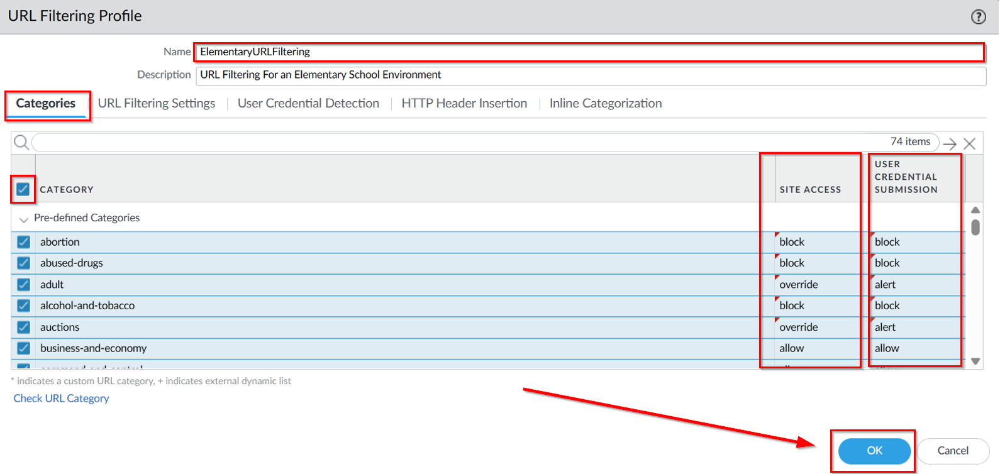 URL Filtering Profile
Name ElementaryURLFiltering
Description URL Filtering For an Elementary School Environment
Categories URL Filtering Settings User Credential Detection HTTP Header Insertion Inline Categorization
74 items
CATEGORY SITE ACCESS USER CREDENTIAL SUBMISSION
Pre-defined Categories
abortion block block
abused-drugs block block
adult override alert
alcohol-and-tobacco block block
auctions override alert
business-and-economy allow allow
* indicates a custom URL category, + indicates external dynamic list
Check URL Category
OK Cancel